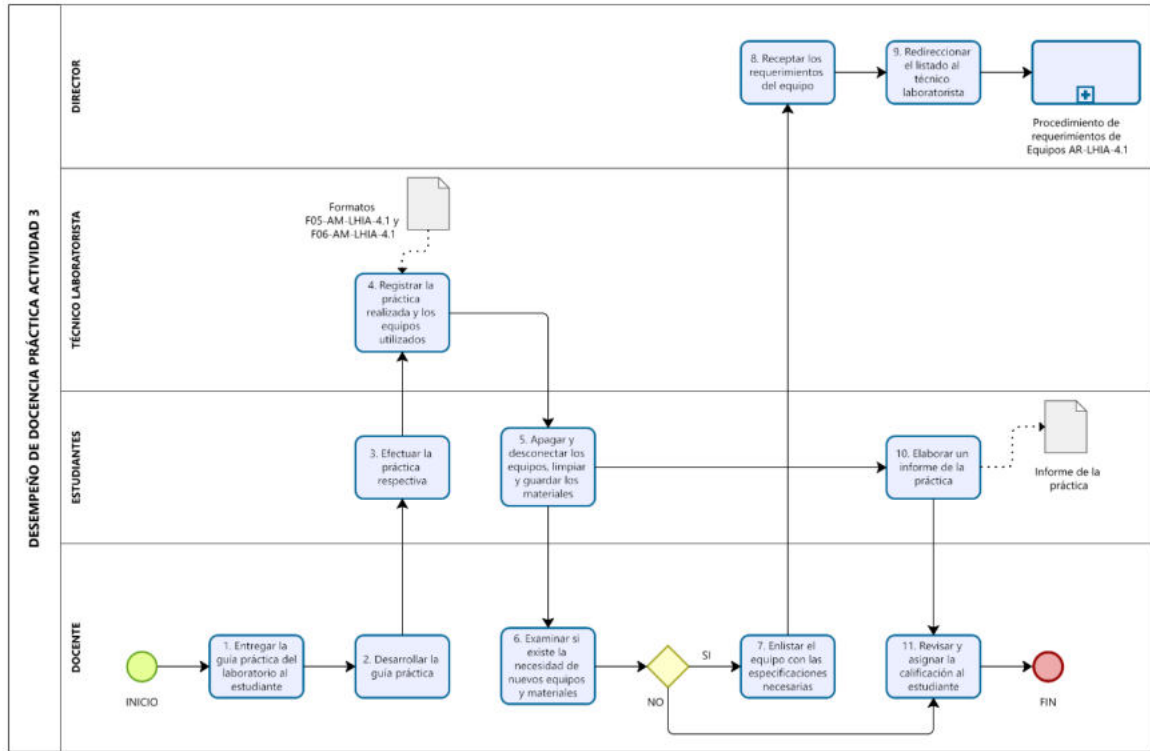 DESEMPEÑO DE DOCENCIA PRÁCTICA ACTIVIDAD 3
DIRECTOR
8. Receptar los
requerimientos
del equipo
9. Redireccionar
el listado al
técnico
laboratorista
Procedimiento de
requerimientos de
Equipos AR-LHIA-4.1
TÉCNICO LABORATORISTA
Formatos
F05-AM-LHIA-4.1 y
F06-AM-LHIA-4.1
4. Registrar la
práctica
realizada y los
equipos
utilizados
ESTUDIANTES
3. Efectuar la
práctica
respectiva
5. Apagar y
desconectar los
equipos, limpiar
y guardar los
materiales
10. Elaborar un
informe de la
práctica
Informe de la
práctica
DOCENTE
INICIO
1. Entregar la
guía práctica del
laboratorio al
estudiante
2. Desarrollar la
guía práctica
6. Examinar si
existe la
necesidad de
nuevos equipos
y materiales
SI
NO
7. Enlistar el
equipo con las
especificaciones
necesarias
11. Revisar y
asignar la
calificación al
estudiante
FIN